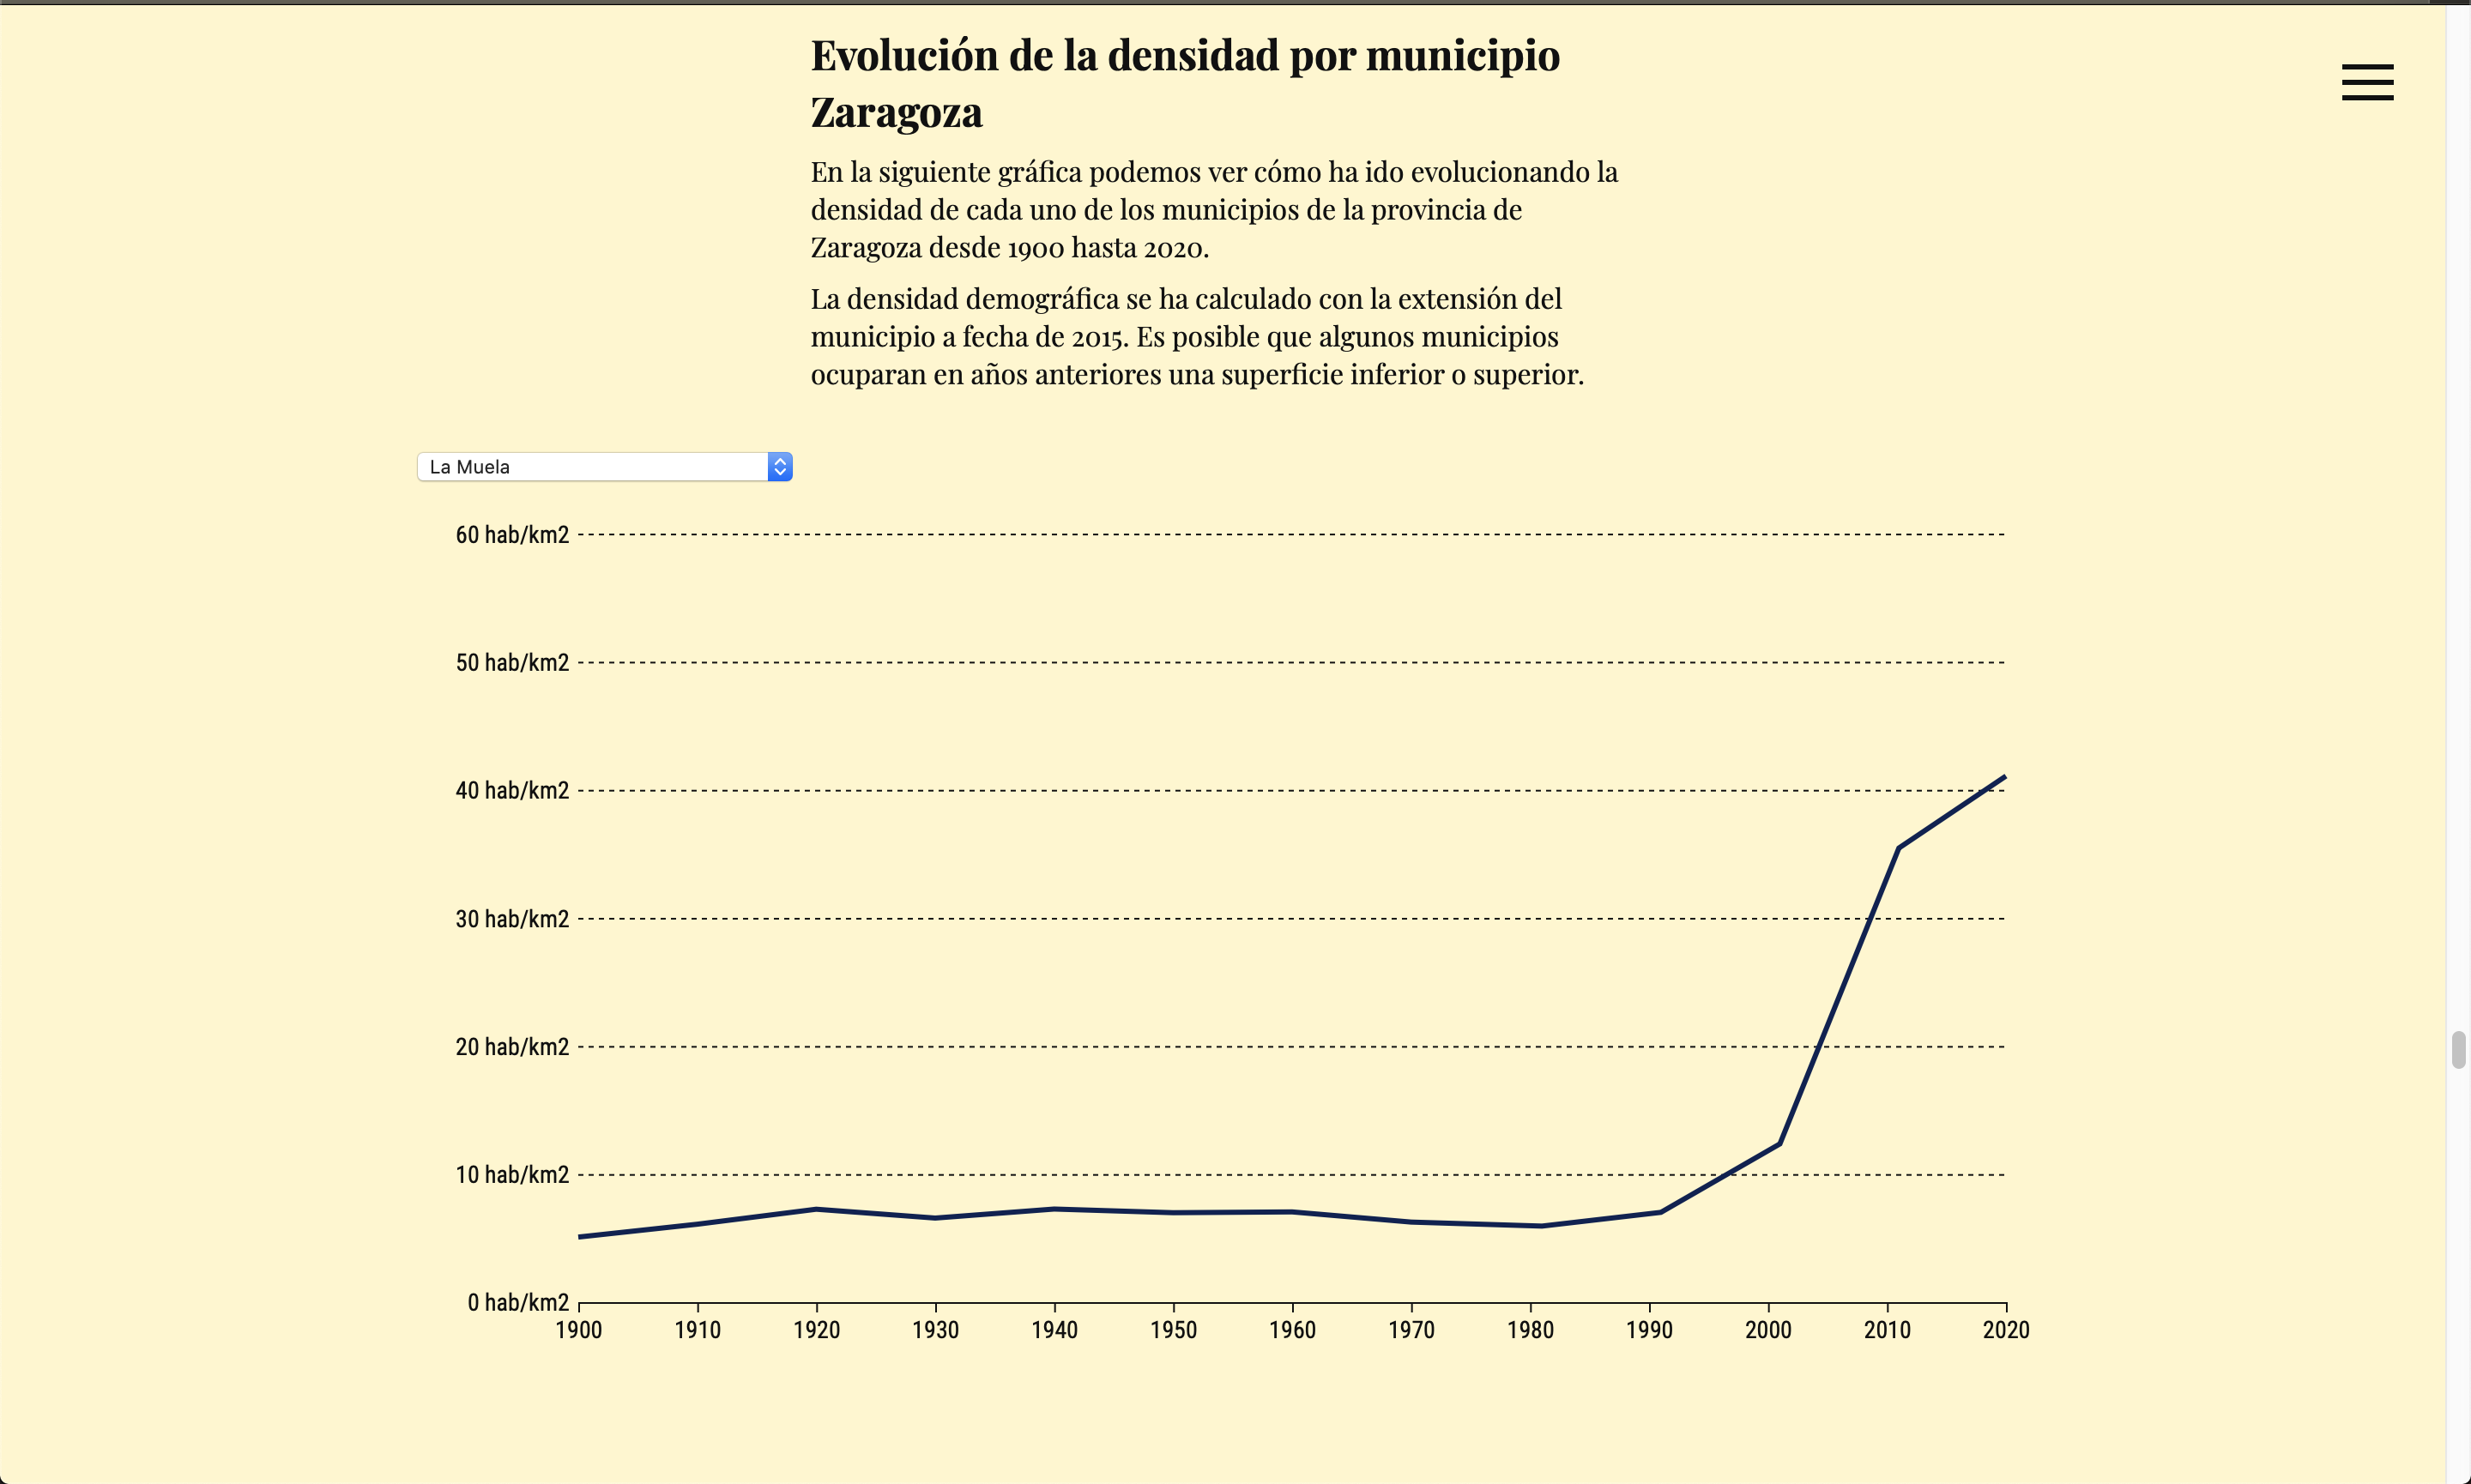 Evolución de la densidad por municipio
Zaragoza
En la siguiente gráfica podemos ver cómo ha ido evolucionando la
densidad de cada uno de los municipios de la provincia de
Zaragoza desde 1900 hasta 2020.
La densidad demográfica se ha calculado con la extensión del
municipio a fecha de 2015. Es posible que algunos municipios
ocuparan en años anteriores una superficie inferior o superior.
La Muela
60 hab/km2
50 hab/km2
40 hab/km2
30 hab/km2
20 hab/km2
10 hab/km2
0 hab/km2
1900 1910 1920 1930 1940 1950 1960 1970 1980 1990 2000 2010 2020